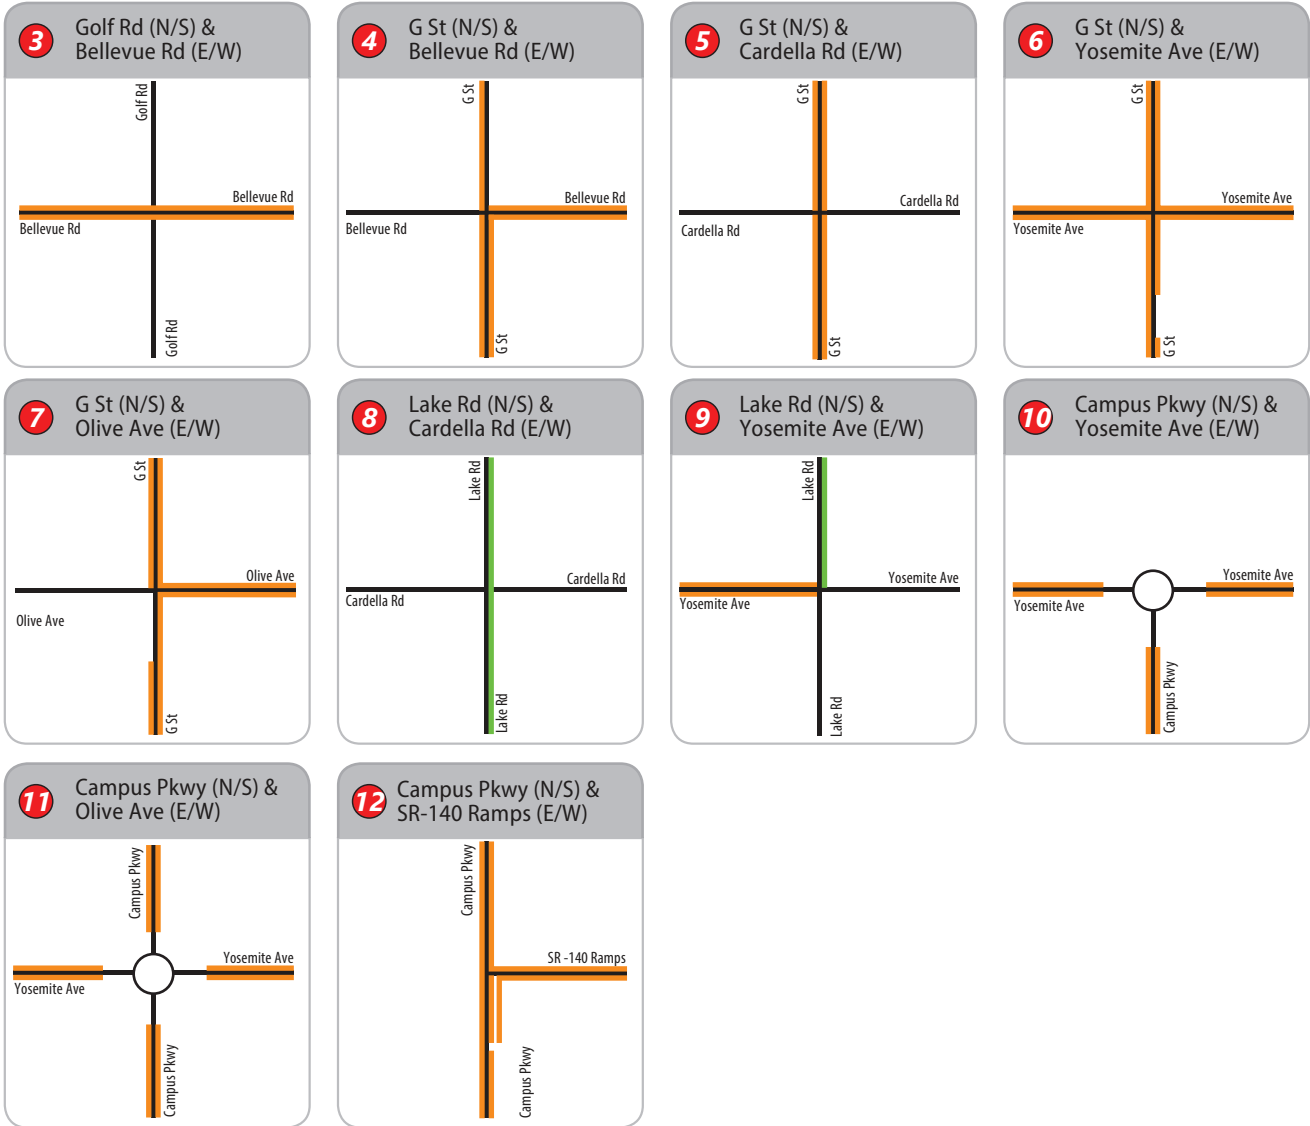 3
Golf Rd (N/S) &
Bellevue Rd (E/W)
Golf Rd
Bellevue Rd
Bellevue Rd
Golf Rd
4
G St (N/S) &
Bellevue Rd (E/W)
G St
Bellevue Rd
Bellevue Rd
G St
5
G St (N/S) &
Cardella Rd (E/W)
G St
Cardella Rd
Cardella Rd
G St
6
G St (N/S) &
Yosemite Ave (E/W)
G St
Yosemite Ave
Yosemite Ave
G St
7
G St (N/S) &
Olive Ave (E/W)
G St
Olive Ave
Olive Ave
G St
8
Lake Rd (N/S) &
Cardella Rd (E/W)
Lake Rd
Cardella Rd
Cardella Rd
Lake Rd
9
Lake Rd (N/S) &
Yosemite Ave (E/W)
Lake Rd
Yosemite Ave
Yosemite Ave
Lake Rd
10
Campus Pkwy (N/S) &
Yosemite Ave (E/W)
Yosemite Ave
Yosemite Ave
Campus Pkwy
11
Campus Pkwy (N/S) &
Olive Ave (E/W)
Campus Pkwy
Yosemite Ave
Yosemite Ave
Campus Pkwy
12
Campus Pkwy (N/S) &
SR-140 Ramps (E/W)
Campus Pkwy
SR -140 Ramps
Campus Pkwy